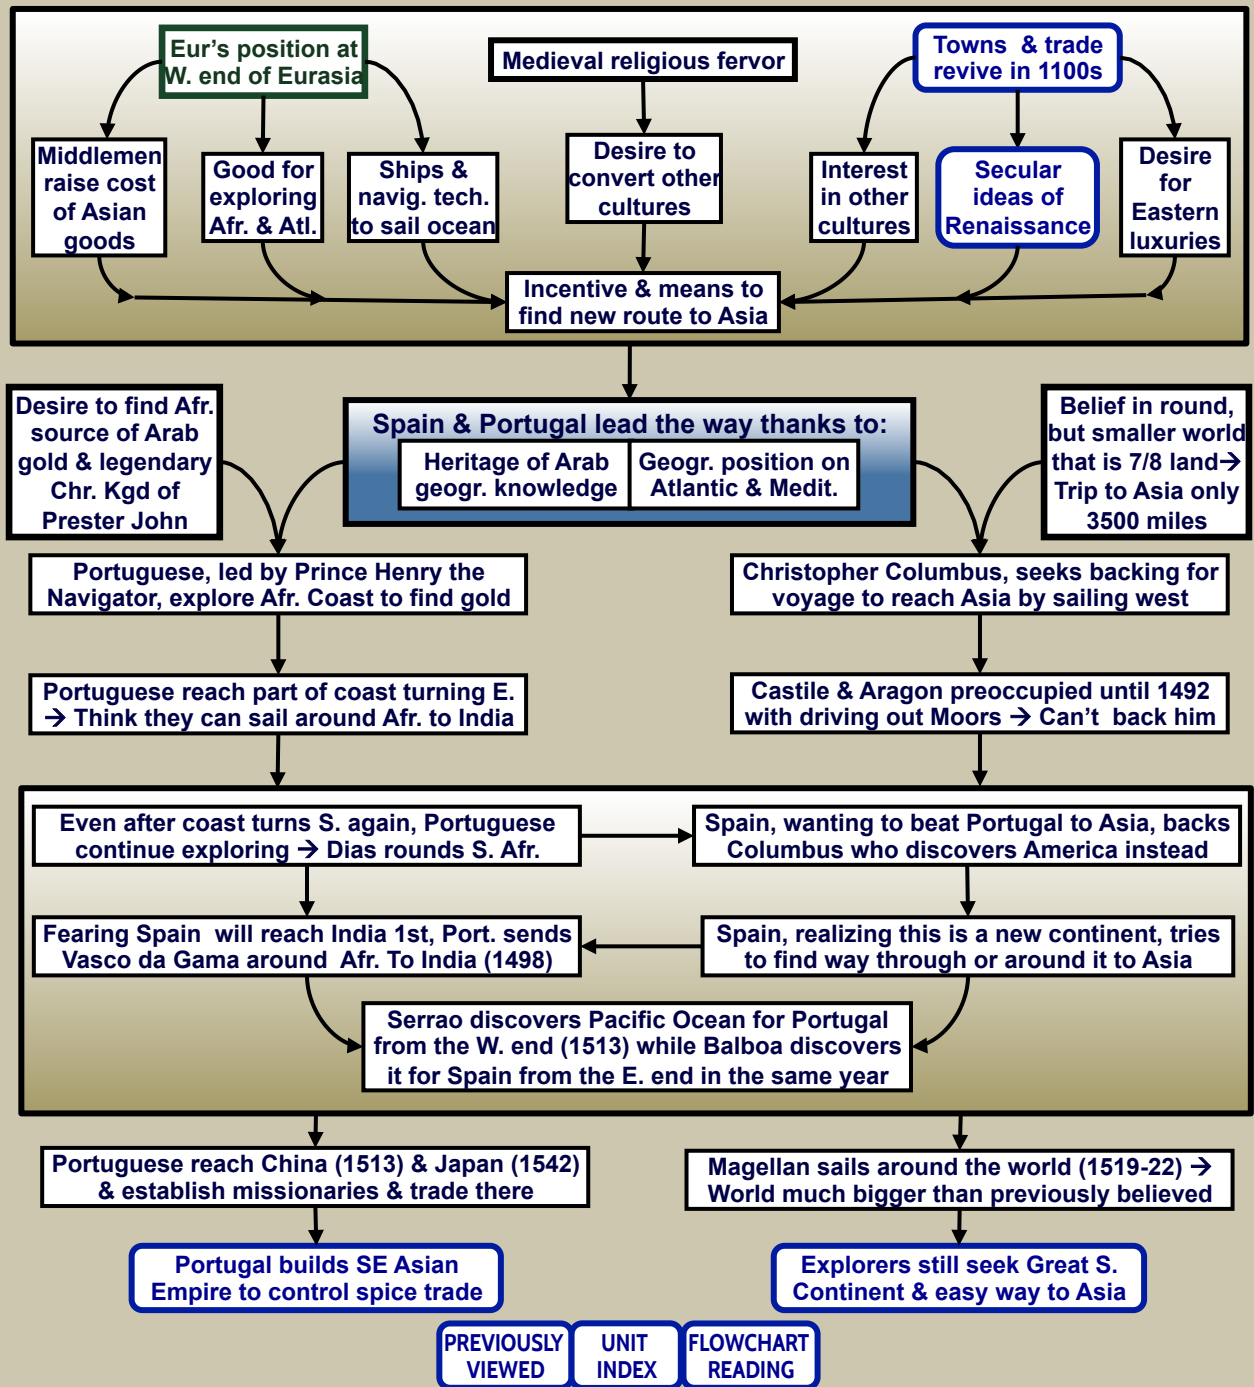 Eur's position at
W. end of Eurasia
Medieval religious fervor
Towns & trade
revive in 1100s
Middlemen
raise cost
of Asian
goods
Good for
exploring
Afr. & Atl.
Ships &
navig. tech.
to sail ocean
Desire to
convert other
cultures
Interest
in other
cultures
Secular
ideas of
Renaissance
Desire
for
Eastern
luxuries
Incentive & means to
find new route to Asia
Desire to find Afr.
source of Arab
gold & legendary
Chr. Kgd of
Prester John
Spain & Portugal lead the way thanks to:
Heritage of Arab
geogr. knowledge
Geogr. position on
Atlantic & Medit.
Belief in round,
but smaller world
that is 7/8 land→
Trip to Asia only
3500 miles
Portuguese, led by Prince Henry the
Navigator, explore Afr. Coast to find gold
Christopher Columbus, seeks backing for
voyage to reach Asia by sailing west
Portuguese reach part of coast turning E.
→ Think they can sail around Afr. to India
Castile & Aragon preoccupied until 1492
with driving out Moors → Can't back him
Even after coast turns S. again, Portuguese
continue exploring → Dias rounds S. Afr.
Spain, wanting to beat Portugal to Asia, backs
Columbus who discovers America instead
Fearing Spain will reach India 1st, Port. sends
Vasco da Gama around Afr. To India (1498)
Spain, realizing this is a new continent, tries
to find way through or around it to Asia
Serrao discovers Pacific Ocean for Portugal
from the W. end (1513) while Balboa discovers
it for Spain from the E. end in the same year
Portuguese reach China (1513) & Japan (1542)
& establish missionaries & trade there
Magellan sails around the world (1519-22) →
World much bigger than previously believed
Portugal builds SE Asian
Empire to control spice trade
Explorers still seek Great S.
Continent & easy way to Asia
PREVIOUSLY
VIEWED
UNIT
INDEX
FLOWCHART
READING